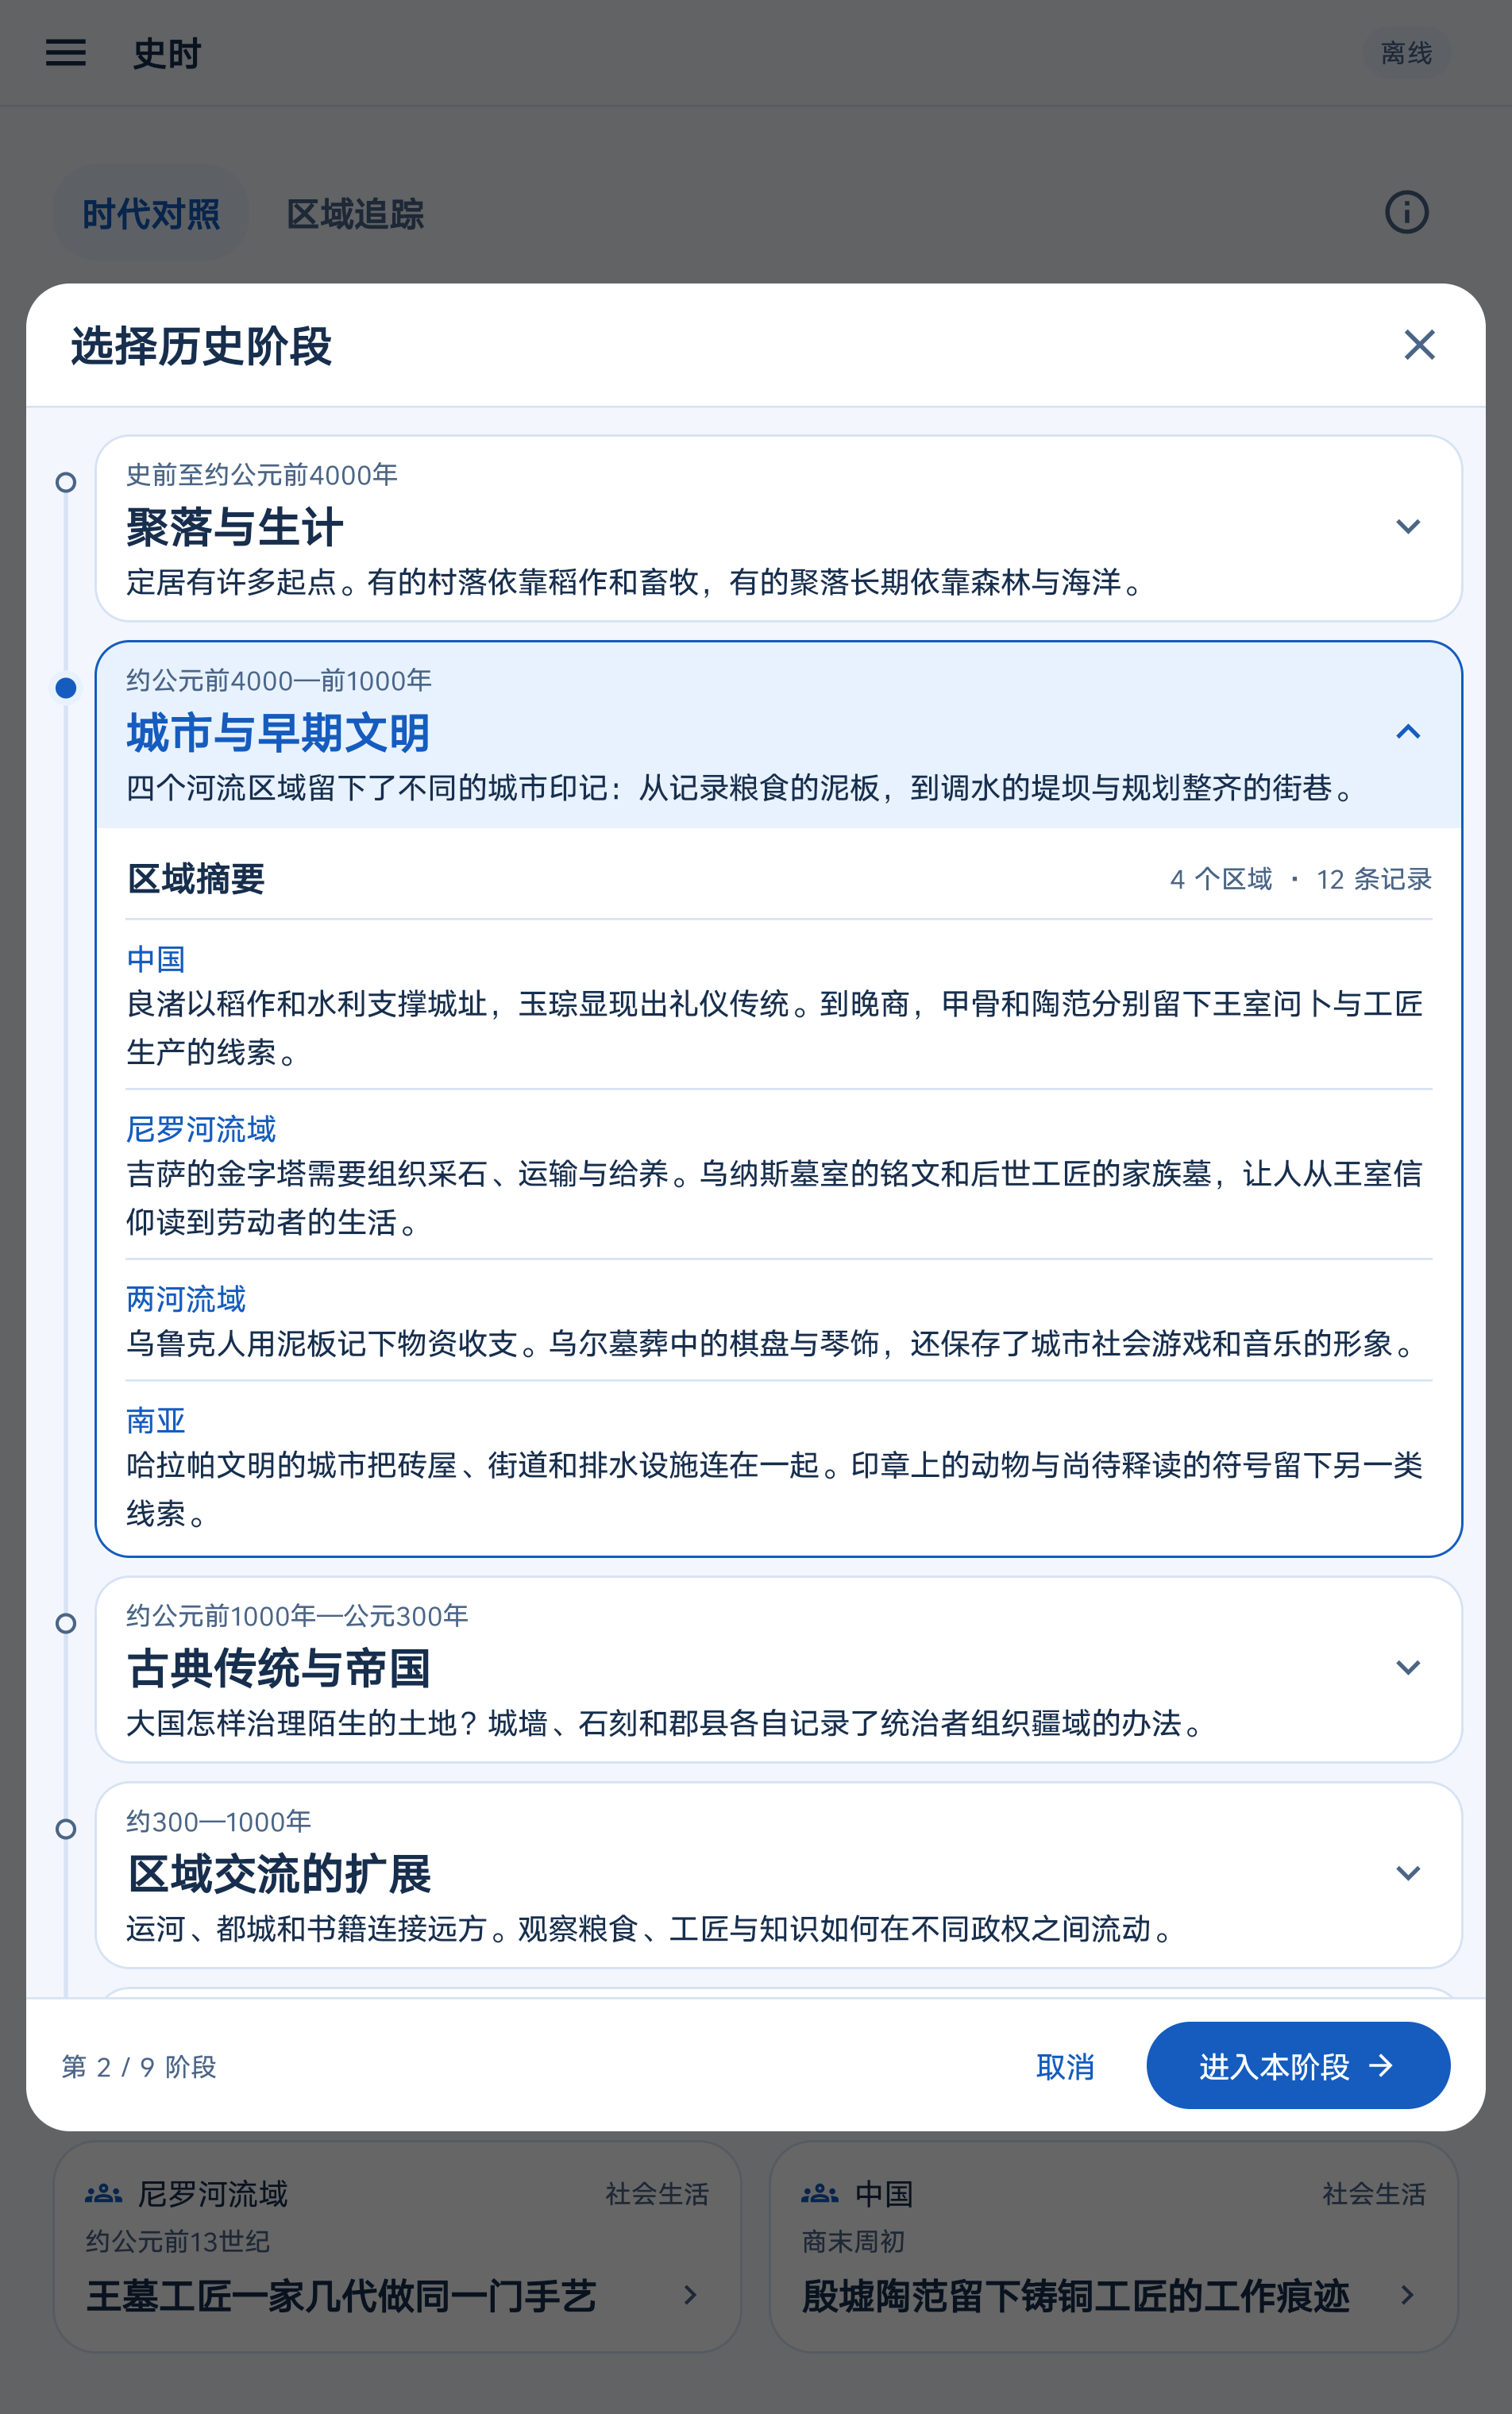 史时
离线
时代对照
区域追踪
选择历史阶段
史前至约公元前4000年
聚落与生计
定居有许多起点。有的村落依靠稻作和畜牧，有的聚落长期依靠森林与海洋。
约公元前4000—前1000年
城市与早期文明
四个河流区域留下了不同的城市印记：从记录粮食的泥板，到调水的堤坝与规划整齐的街巷。
区域摘要
4 个区域 · 12 条记录
中国
良渚以稻作和水利支撑城址，玉琮显现出礼仪传统。到晚商，甲骨和陶范分别留下王室问卜与工匠
生产的线索。
尼罗河流域
吉萨的金字塔需要组织采石、运输与给养。乌纳斯墓室的铭文和后世工匠的家族墓，让人从王室信
仰读到劳动者的生活。
两河流域
乌鲁克人用泥板记下物资收支。乌尔墓葬中的棋盘与琴饰，还保存了城市社会游戏和音乐的形象。
南亚
哈拉帕文明的城市把砖屋、街道和排水设施连在一起。印章上的动物与尚待释读的符号留下另一类
线索。
约公元前1000年—公元300年
古典传统与帝国
大国怎样治理陌生的土地？城墙、石刻和郡县各自记录了统治者组织疆域的办法。
约300—1000年
区域交流的扩展
运河、都城和书籍连接远方。观察粮食、工匠与知识如何在不同政权之间流动。
第 2 / 9 阶段
取消
进入本阶段
尼罗河流域
社会生活
约公元前13世纪
王墓工匠一家几代做同一门手艺
中国
社会生活
商末周初
殷墟陶范留下铸铜工匠的工作痕迹